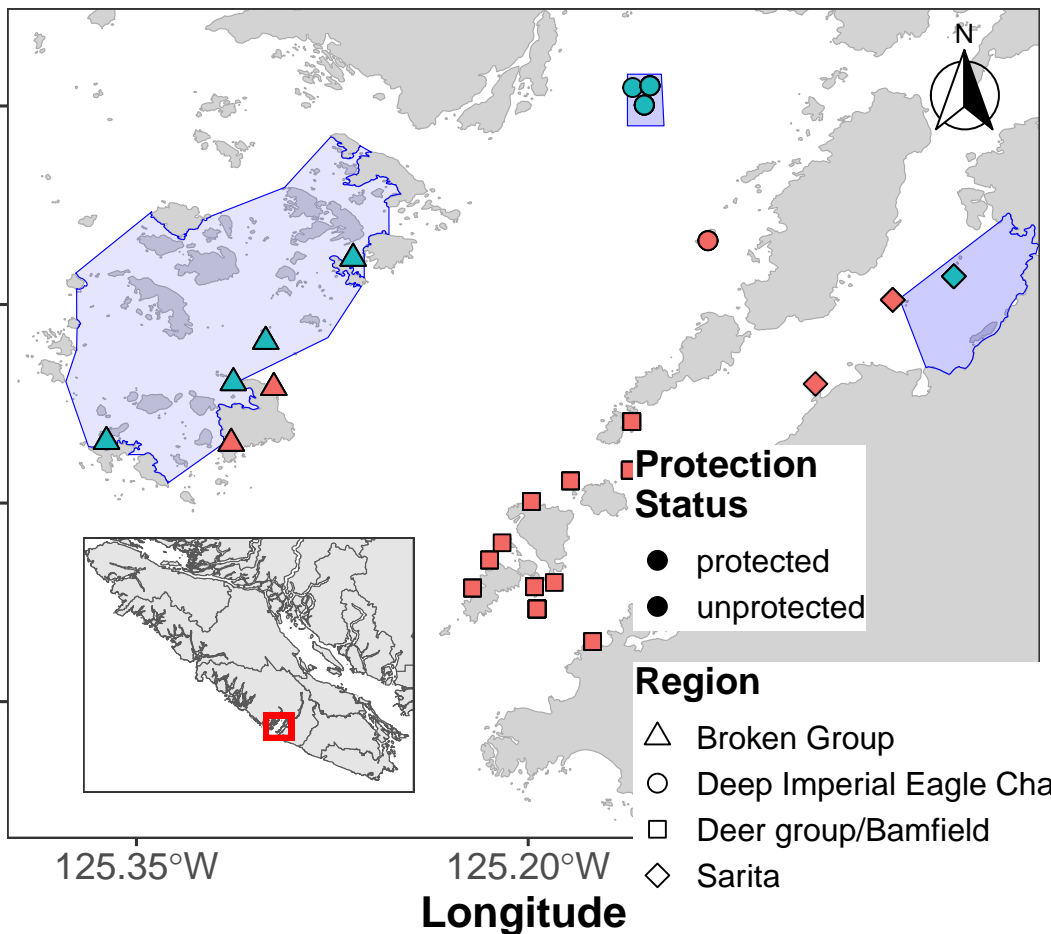 N
Protection
Status
protected
unprotected
Region
Broken Group
Deep Imperial Eagle Cha
Deer group/Bamfield
Sarita
125.35°W
125.20°W
Longitude